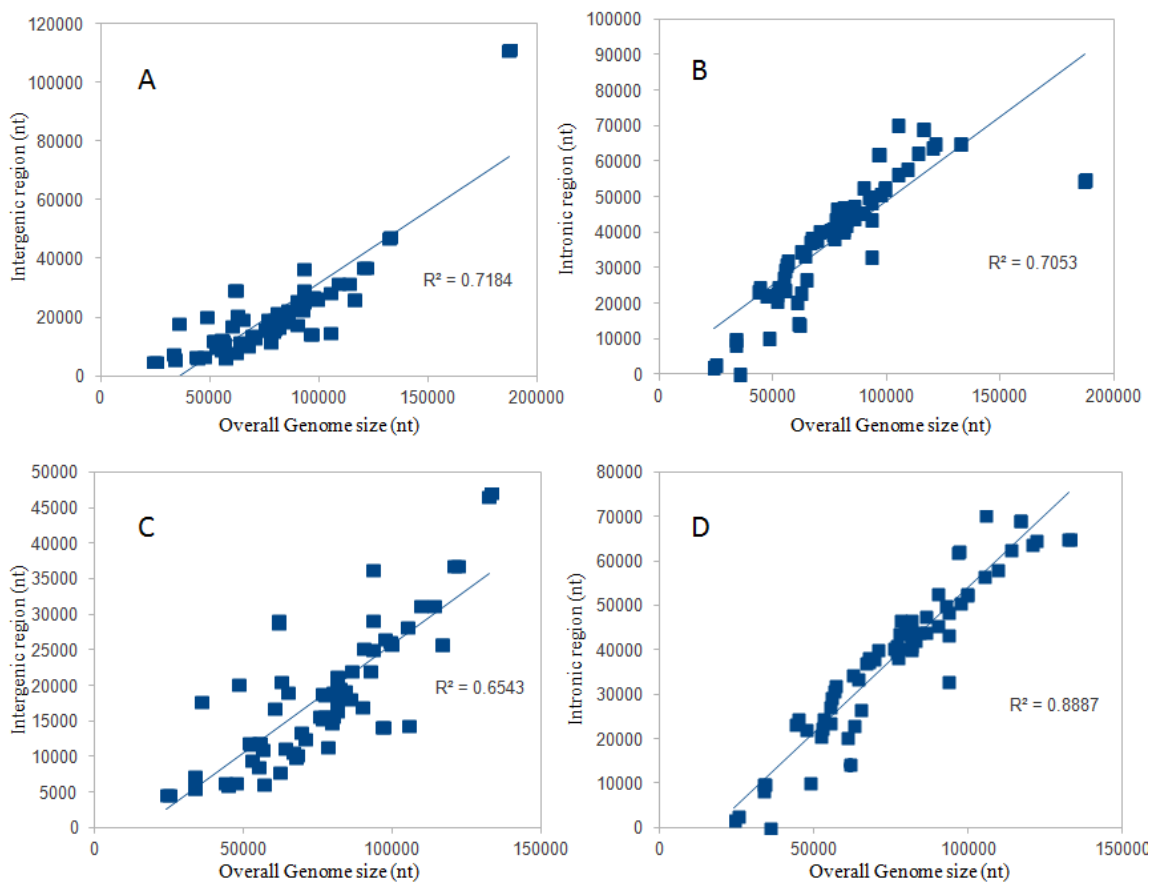 A
Intergenic region (nt)
120000
100000
80000
60000
40000
20000
0
R² = 0.7184
0 50000 100000 150000 200000
Overall Genome size (nt)
B
Intronic region (nt)
100000
90000
80000
70000
60000
50000
40000
30000
20000
10000
0
R² = 0.7053
0 50000 100000 150000 200000
Overall Genome size (nt)
C
Intergenic region (nt)
50000
45000
40000
35000
30000
25000
20000
15000
10000
5000
0
R² = 0.6543
0 50000 100000 150000
Overall Genome size (nt)
D
Intronic region (nt)
80000
70000
60000
50000
40000
30000
20000
10000
0
R² = 0.8887
0 50000 100000 150000
Overall Genome size (nt)